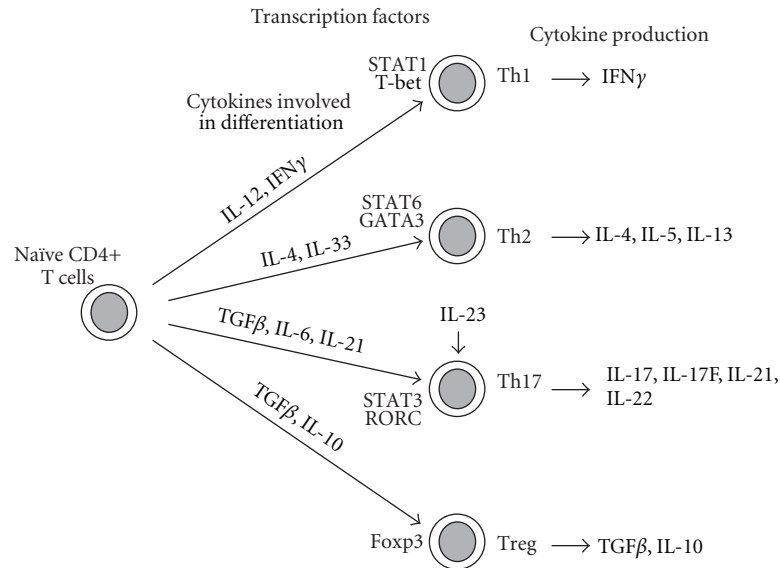 Transcription factors
Cytokine production
STAT1
T-bet
Th1
IFNγ
Cytokines involved
in differentiation
IL-12, IFNγ
STAT6
GATA3
Th2
IL-4, IL-5, IL-13
Naïve CD4+
T cells
IL-4, IL-33
TGFβ, IL-6, IL-21
IL-23
STAT3
RORC
Th17
IL-17, IL-17F, IL-21,
IL-22
TGFβ, IL-10
Foxp3
Treg
TGFβ, IL-10